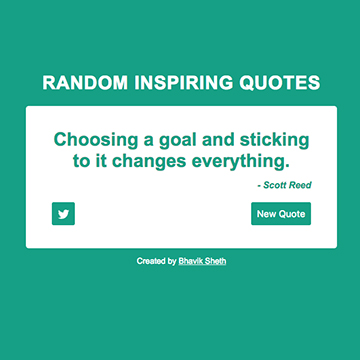 RANDOM INSPIRING QUOTES
Choosing a goal and sticking
to it changes everything.
- Scott Reed
New Quote
Created by Bhavik Sheth